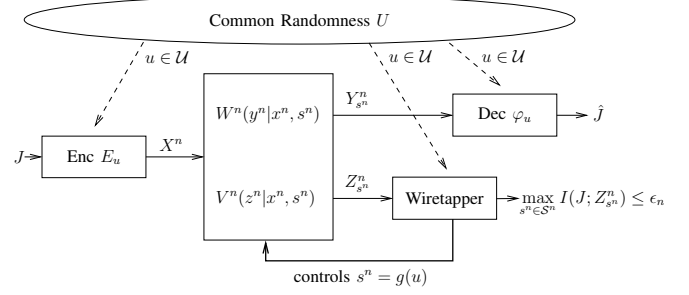 Common Randomness U
u ∈ 𝒰
u ∈ 𝒰
u ∈ 𝒰
J
Enc E_u
X^n
W^n(y^n|x^n, s^n)
V^n(z^n|x^n, s^n)
Y^n_{s^n}
Z^n_{s^n}
Dec φ_u
Ĵ
Wiretapper
max_{s^n∈𝒮^n} I(J; Z^n_{s^n}) ≤ ϵ_n
controls s^n = g(u)